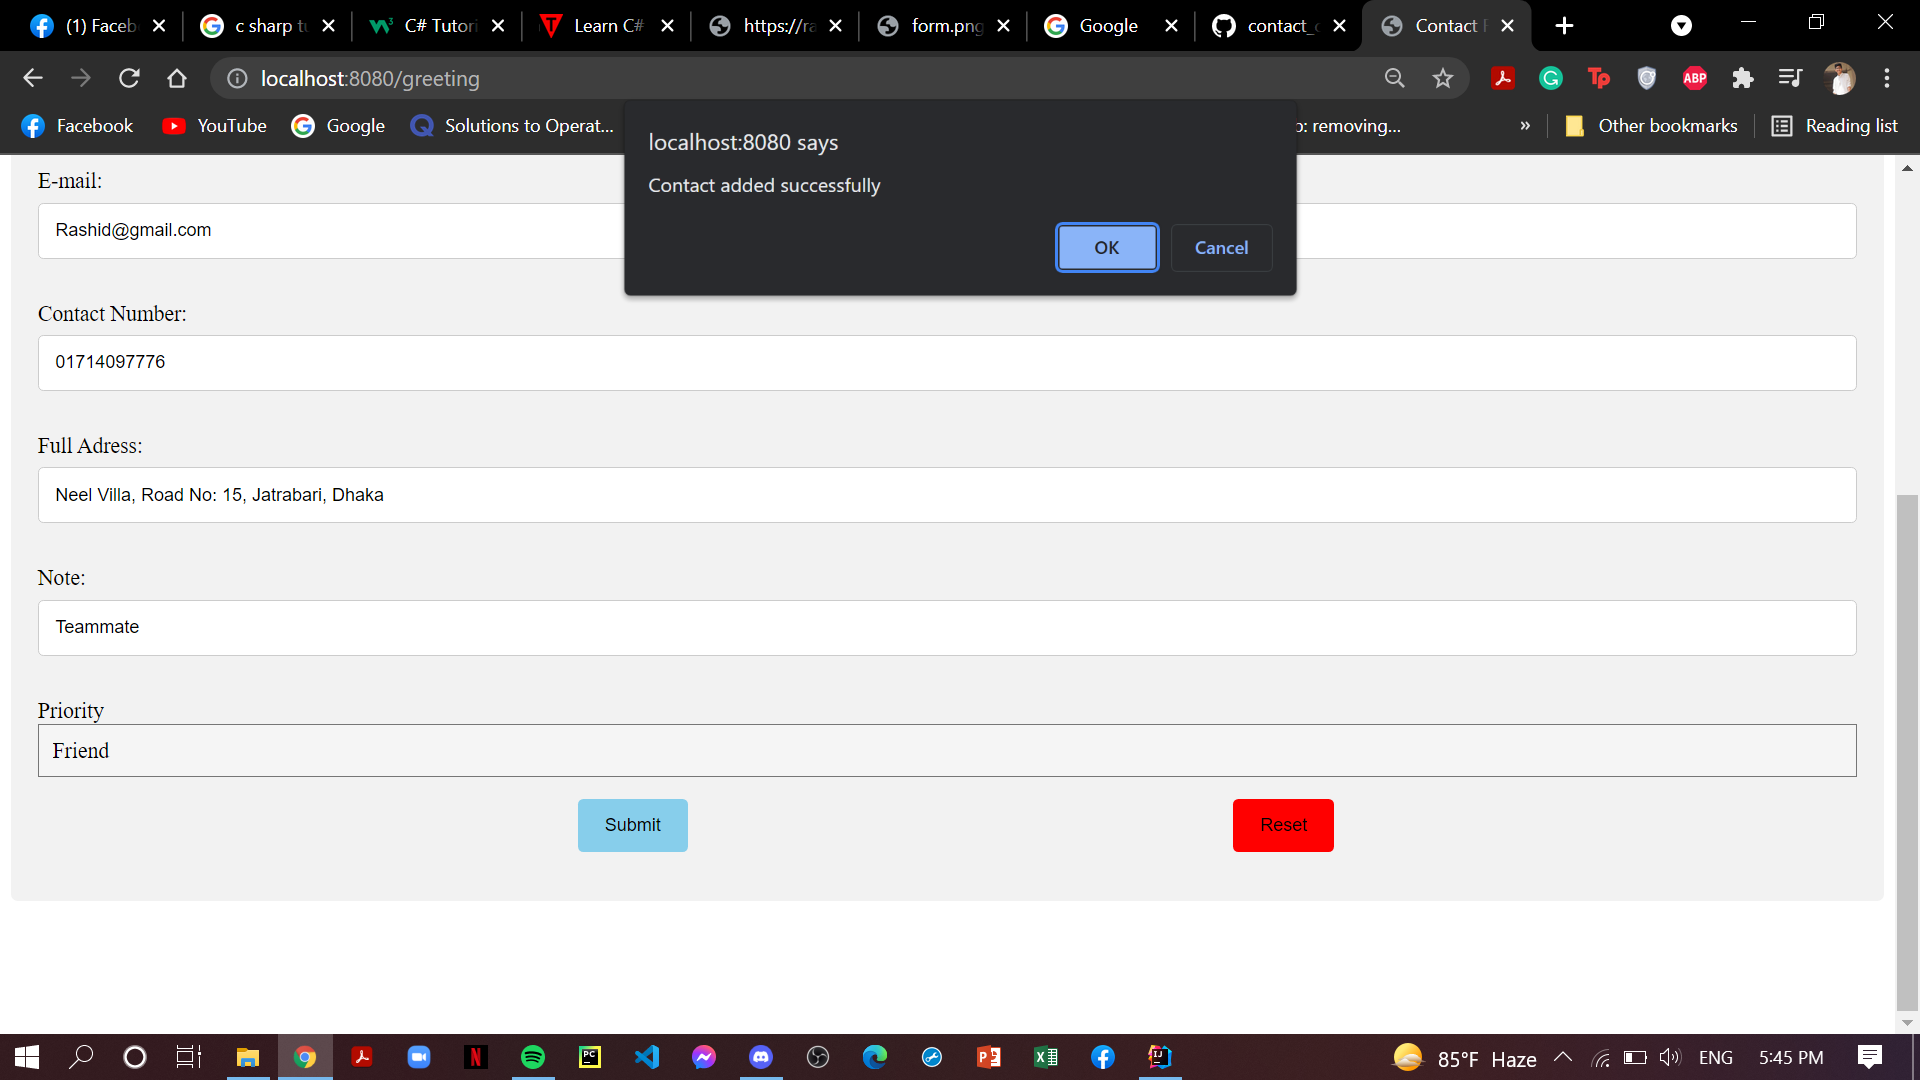 (1) Faceb
c sharp tu
C# Tutori
Learn C#
https://ra
form.png
Google
contact_
Contact
localhost:8080/greeting
Facebook
YouTube
Google
Solutions to Operat...
: removing...
»
Other bookmarks
Reading list
localhost:8080 says
Contact added successfully
OK
Cancel
E-mail:
Rashid@gmail.com
Contact Number:
01714097776
Full Adress:
Neel Villa, Road No: 15, Jatrabari, Dhaka
Note:
Teammate
Priority
Friend
Submit
Reset
85°F Haze
ENG
5:45 PM